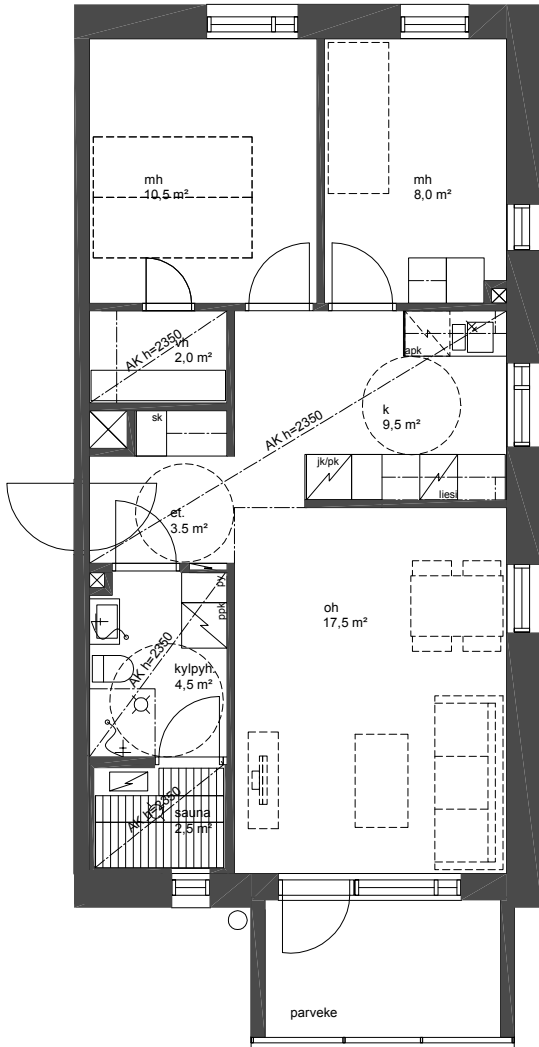 mh
10,5 m²
mh
8,0 m²
AK h=2350
vh
2,0 m²
apk
sk
AK h=2350
k
9,5 m²
jk/pk
liesi
et.
3.5 m²
py
ppk
oh
17,5 m²
AK h=2350
kylpyh.
4,5 m²
AK h=2350
sauna
2,5 m²
parveke